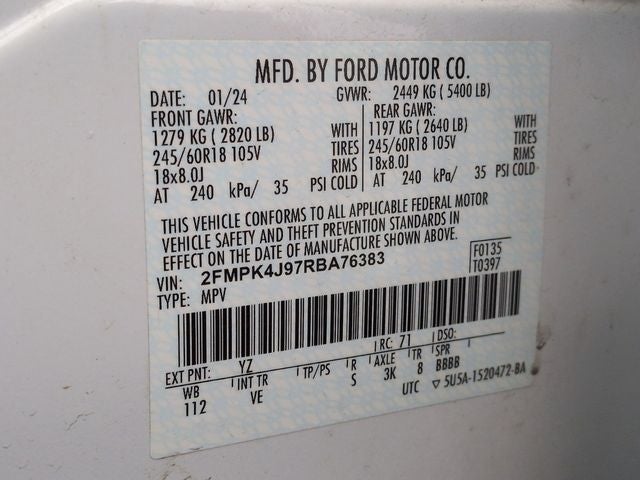 MFD. BY FORD MOTOR CO.
DATE: 01/24 GVWR: 2449 KG ( 5400 LB)
FRONT GAWR: REAR GAWR:
1279 KG ( 2820 LB) WITH 1197 KG ( 2640 LB) WITH
245/60R18 105V TIRES 245/60R18 105V TIRES
18x8.0J RIMS 18x8.0J RIMS
AT 240 kPa/ 35 PSI COLD AT 240 kPa/ 35 PSI COLD
THIS VEHICLE CONFORMS TO ALL APPLICABLE FEDERAL MOTOR
VEHICLE SAFETY AND THEFT PREVENTION STANDARDS IN
EFFECT ON THE DATE OF MANUFACTURE SHOWN ABOVE.
VIN: 2FMPK4J97RBA76383 F0135
TYPE: MPV T0397
EXT PNT: YZ RC: 71 DSO:
WB INT TR TP/PS R AXLE TR SPR
112 VE S 3K 8 BBBB
UTC ▽ 5U5A-1520472-BA